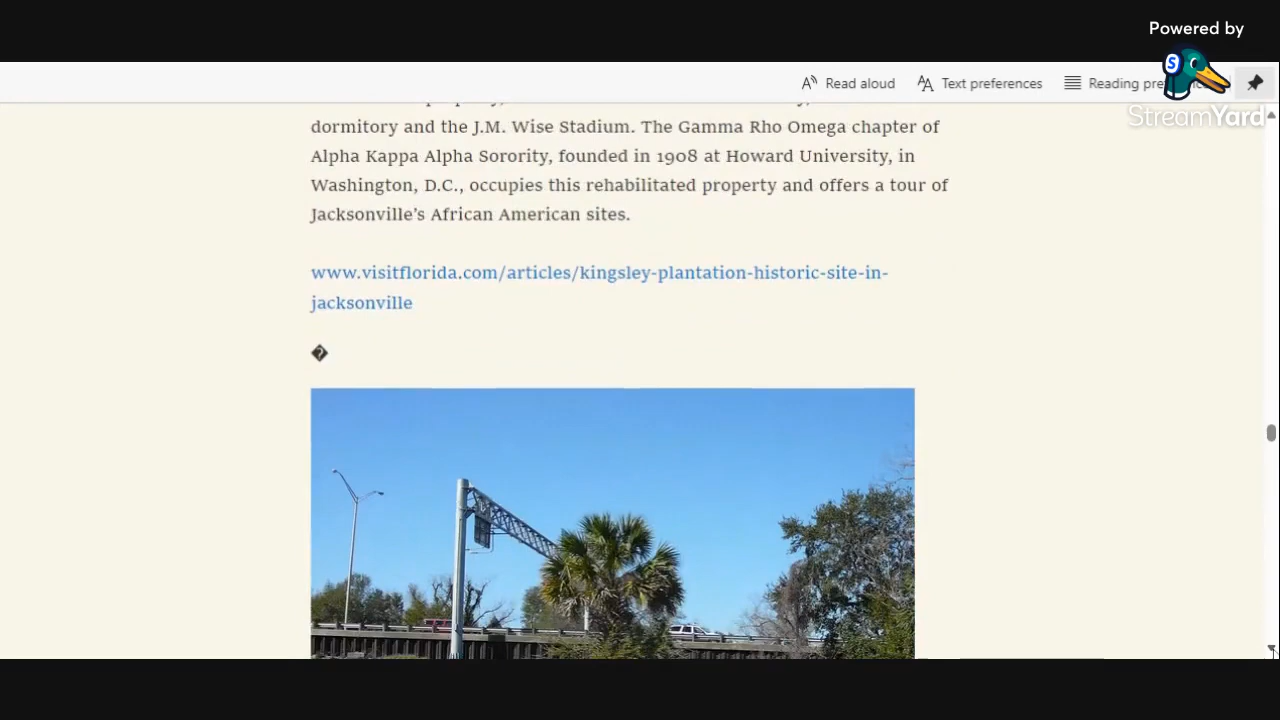 Powered by
Read aloud
Text preferences
Reading pre
StreamYard
dormitory and the J.M. Wise Stadium. The Gamma Rho Omega chapter of
Alpha Kappa Alpha Sorority, founded in 1908 at Howard University, in
Washington, D.C., occupies this rehabilitated property and offers a tour of
Jacksonville's African American sites.
www.visitflorida.com/articles/kingsley-plantation-historic-site-in-
jacksonville
�